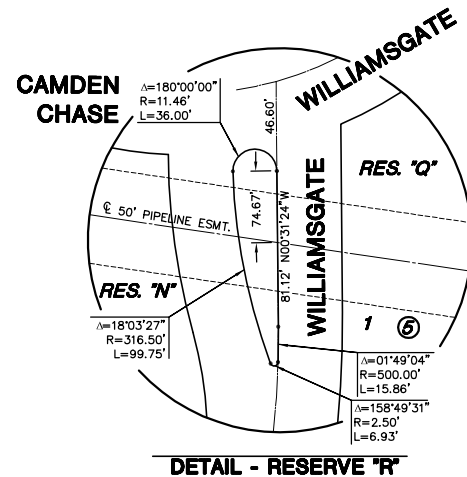 WILLIAMSGATE
CAMDEN
CHASE
Δ=180°00'00"
R=11.46'
L=36.00'
46.60'
RES. "Q"
74.67'
℄ 50' PIPELINE ESMT.
81.12' N00°31'24"W
WILLIAMSGATE
RES. "N"
1 5
Δ=18°03'27"
R=316.50'
L=99.75'
Δ=01°49'04"
R=500.00'
L=15.86'
Δ=158°49'31"
R=2.50'
L=6.93'
DETAIL - RESERVE "R"